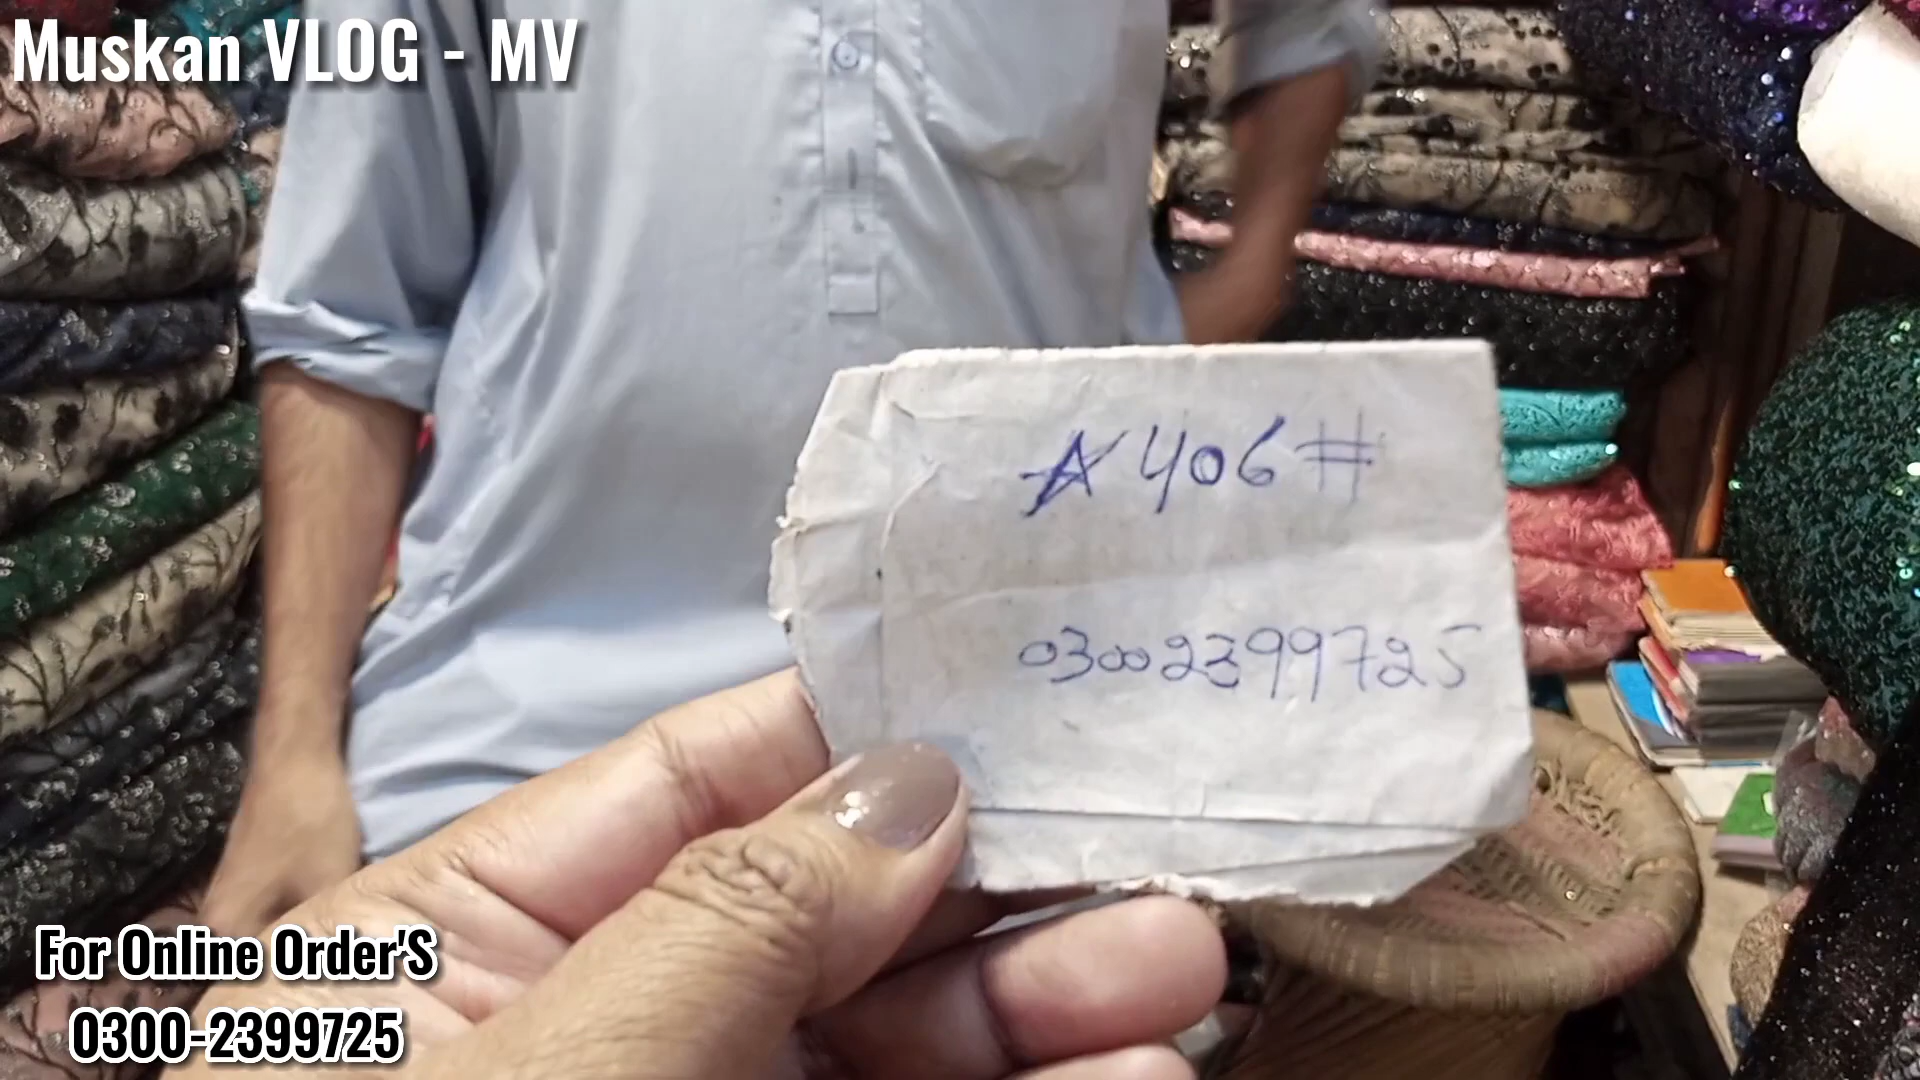 Muskan VLOG - MV
A 406 #
03002399725
For Online Order'S
0300-2399725